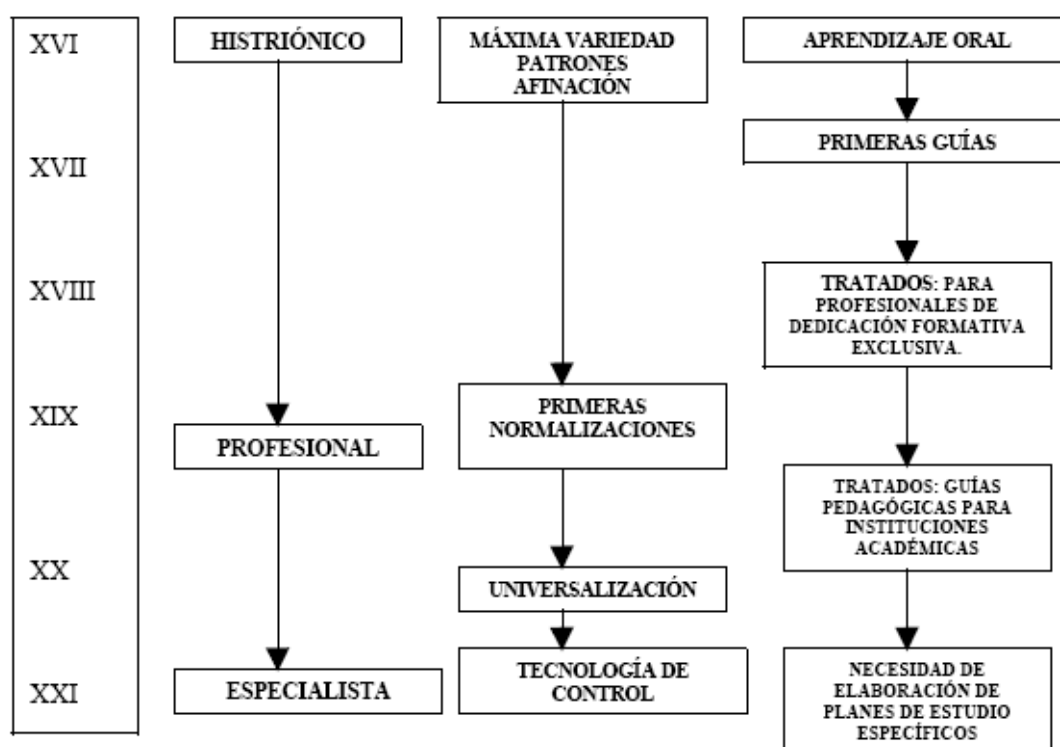 XVI
XVII
XVIII
XIX
XX
XXI
HISTRIÓNICO
PROFESIONAL
ESPECIALISTA
MÁXIMA VARIEDAD
PATRONES
AFINACIÓN
PRIMERAS
NORMALIZACIONES
UNIVERSALIZACIÓN
TECNOLOGÍA DE
CONTROL
APRENDIZAJE ORAL
PRIMERAS GUÍAS
TRATADOS: PARA
PROFESIONALES DE
DEDICACIÓN FORMATIVA
EXCLUSIVA.
TRATADOS: GUÍAS
PEDAGÓGICAS PARA
INSTITUCIONES
ACADÉMICAS
NECESIDAD DE
ELABORACIÓN DE
PLANES DE ESTUDIO
ESPECÍFICOS